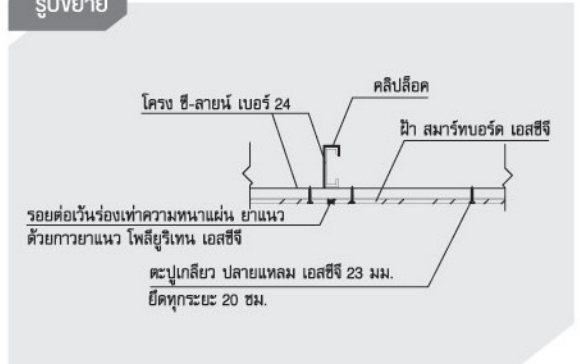 รูปขยาย
คลิปล็อค
โครง ซี-ลายน์ เบอร์ 24
ฝ้า สมาร์ทบอร์ด เอสซีจี
รอยต่อเว้นร่องเท่าความหนาแผ่น ยาแนว
ด้วยกาวยาแนว โพลียูริเทน เอสซีจี
ตะปูเกลียว ปลายแหลม เอสซีจี 23 มม.
ยึดทุกระยะ 20 ซม.